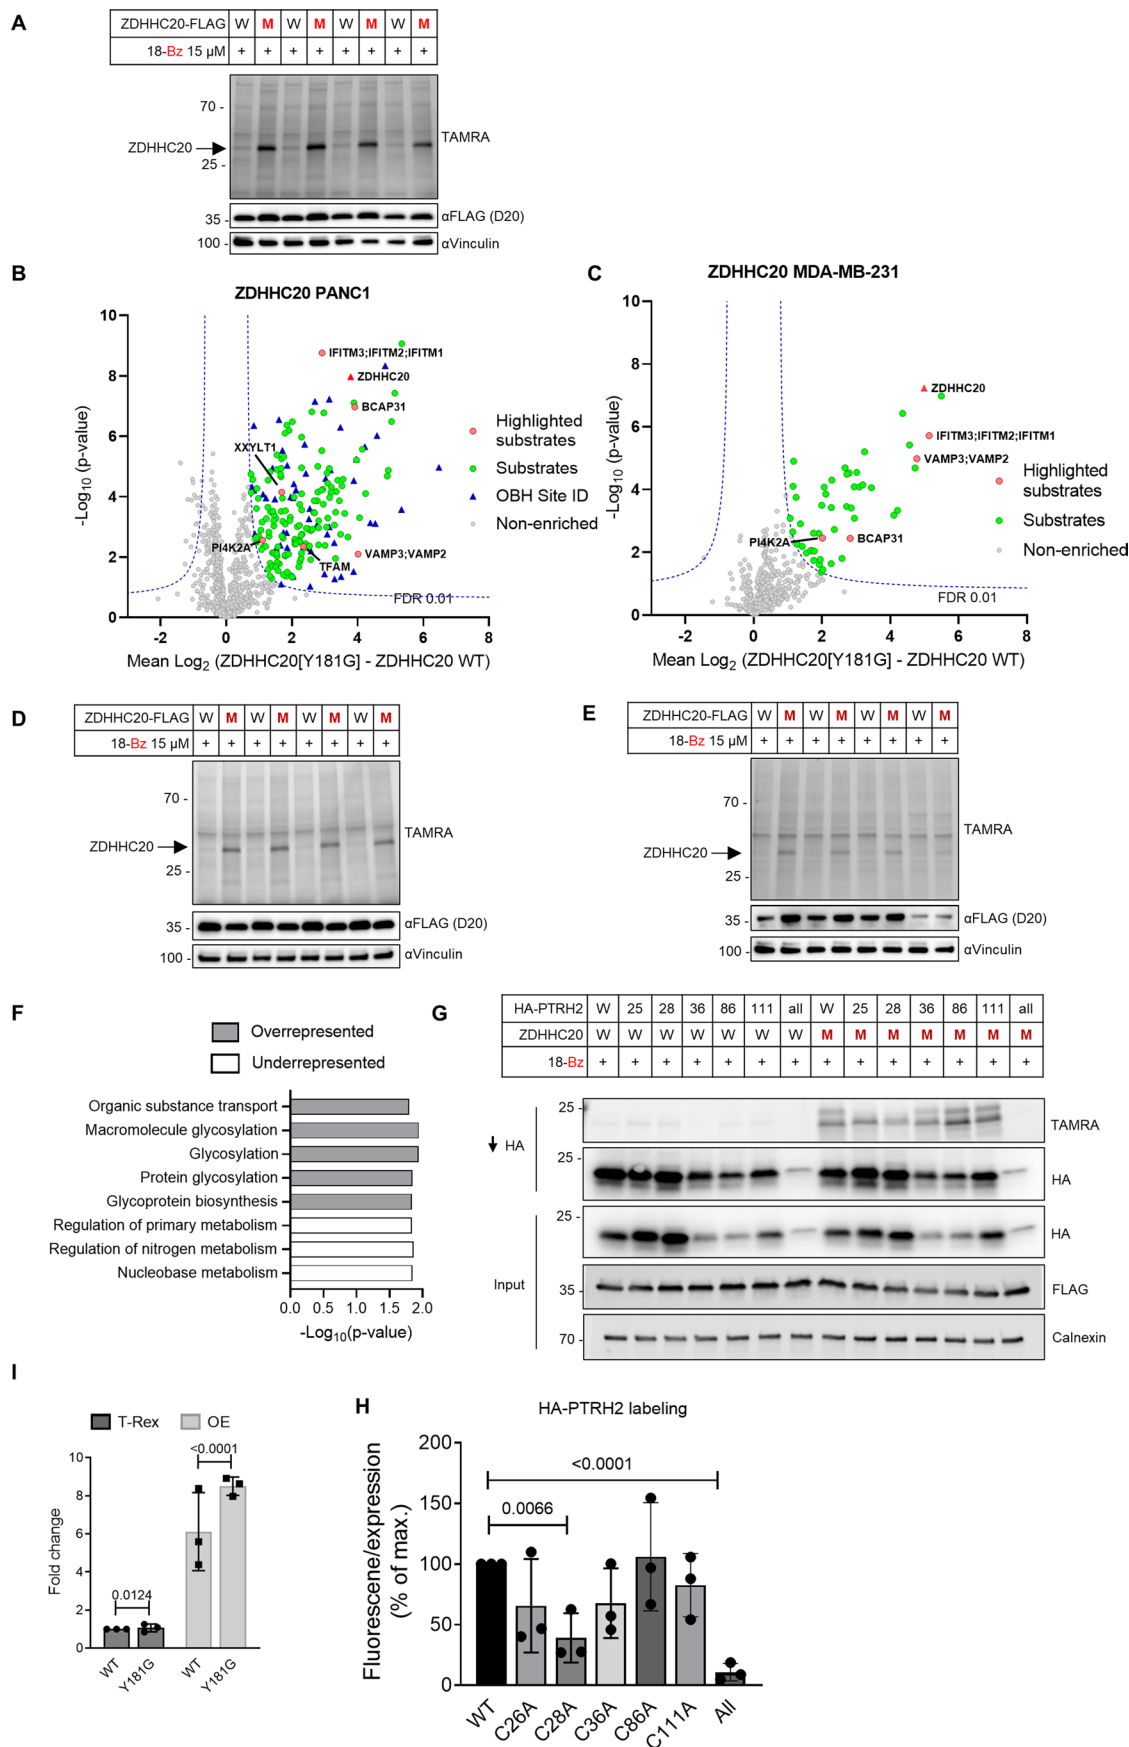 A
ZDHHC20-FLAG W M W M W M W M
18-Bz 15 µM + + + + + + + +
70 -
TAMRA
ZDHHC20
25 -
35 - αFLAG (D20)
100 - αVinculin
B
ZDHHC20 PANC1
10
8
6
4
2
0
-Log10 (p-value)
IFITM3;IFITM2;IFITM1
ZDHHC20
BCAP31
XXYLT1
PI4K2A
TFAM
VAMP3;VAMP2
FDR 0.01
-2 0 2 4 6 8
Mean Log2 (ZDHHC20[Y181G] - ZDHHC20 WT)
Highlighted
substrates
Substrates
OBH Site ID
Non-enriched
C
ZDHHC20 MDA-MB-231
10
8
6
4
2
0
-Log10 (p-value)
ZDHHC20
IFITM3;IFITM2;IFITM1
VAMP3;VAMP2
PI4K2A
BCAP31
FDR 0.01
-2 0 2 4 6 8
Mean Log2 (ZDHHC20[Y181G] - ZDHHC20 WT)
Highlighted
substrates
Substrates
Non-enriched
D
ZDHHC20-FLAG W M W M W M W M
18-Bz 15 µM + + + + + + + +
70 -
TAMRA
ZDHHC20
25 -
35 - αFLAG (D20)
100 - αVinculin
E
ZDHHC20-FLAG W M W M W M W M
18-Bz 15 µM + + + + + + + +
70 -
TAMRA
ZDHHC20
25 -
35 - αFLAG (D20)
100 - αVinculin
F
Overrepresented
Underrepresented
Organic substance transport
Macromolecule glycosylation
Glycosylation
Protein glycosylation
Glycoprotein biosynthesis
Regulation of primary metabolism
Regulation of nitrogen metabolism
Nucleobase metabolism
0.0 0.5 1.0 1.5 2.0
-Log10(p-value)
G
HA-PTRH2 W 25 28 36 86 111 all W 25 28 36 86 111 all
ZDHHC20 W W W W W W W M M M M M M M
18-Bz + + + + + + + + + + + + + +
25 -
TAMRA
HA
25 -
HA
25 -
HA
Input
35 - FLAG
70 - Calnexin
I
T-Rex OE
10
8
6
4
2
0
Fold change
<0.0001
0.0124
WT Y181G WT Y181G
H
HA-PTRH2 labeling
200
150
100
50
0
Fluorescene/expression
(% of max.)
<0.0001
0.0066
WT C26A C28A C36A C86A C111A All